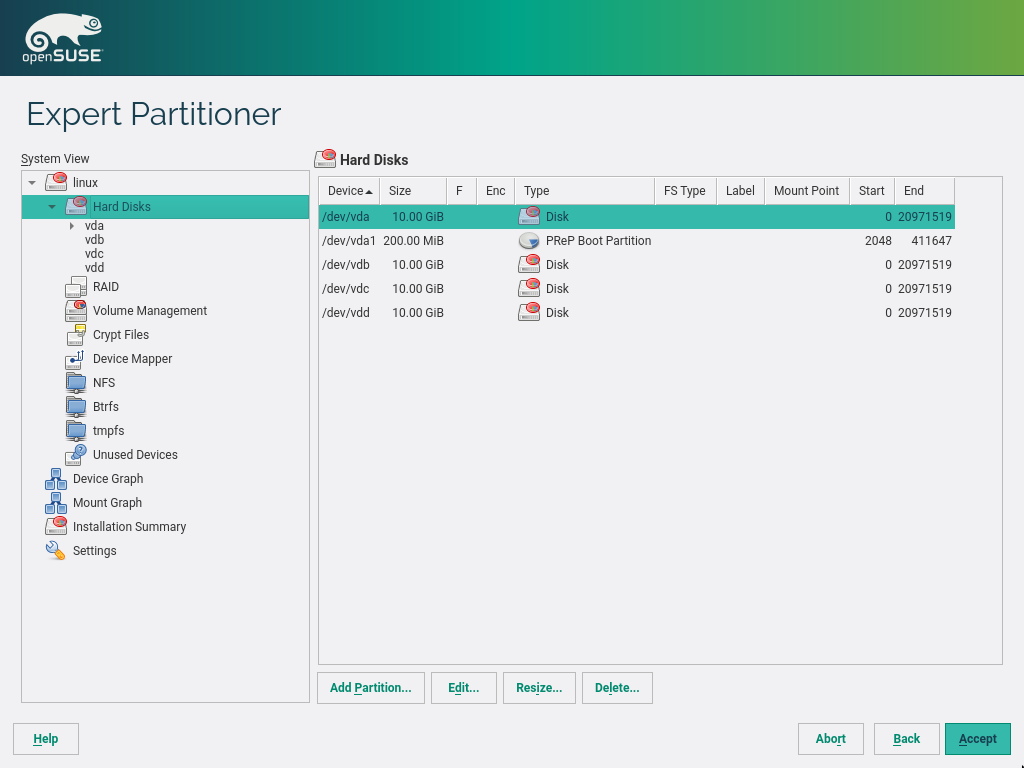 openSUSE
Expert Partitioner
System View
linux
Hard Disks
vda
vdb
vdc
vdd
RAID
Volume Management
Crypt Files
Device Mapper
NFS
Btrfs
tmpfs
Unused Devices
Device Graph
Mount Graph
Installation Summary
Settings
Hard Disks
Device Size F Enc Type FS Type Label Mount Point Start End
/dev/vda 10.00 GiB Disk 0 20971519
/dev/vda1 200.00 MiB PReP Boot Partition 2048 411647
/dev/vdb 10.00 GiB Disk 0 20971519
/dev/vdc 10.00 GiB Disk 0 20971519
/dev/vdd 10.00 GiB Disk 0 20971519
Add Partition... Edit... Resize... Delete...
Help Abort Back Accept